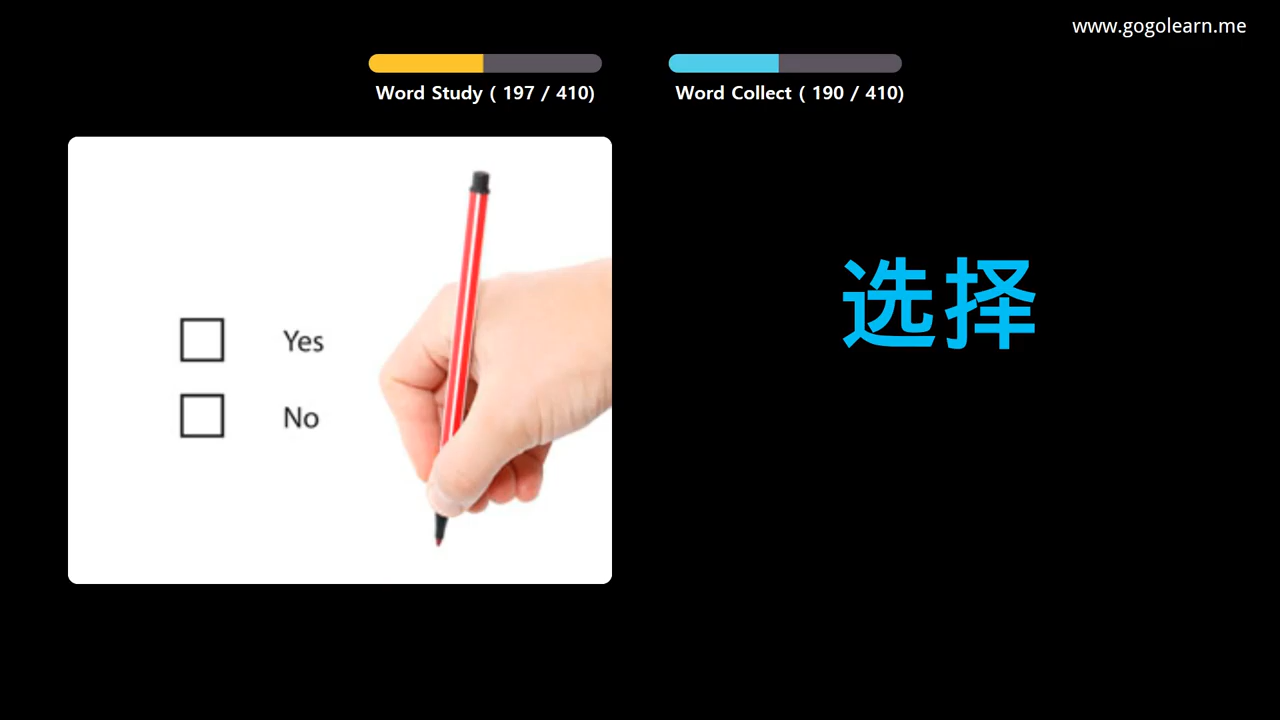 www.gogolearn.me
Word Study ( 197 / 410)
Word Collect ( 190 / 410)
Yes
No
选择